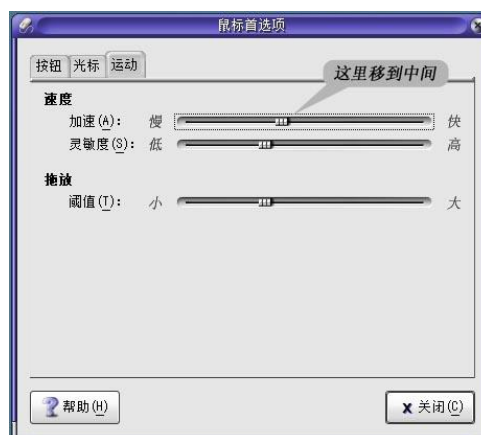 鼠标首选项
按钮 光标 运动
这里移到中间
速度
加速(A): 慢 快
灵敏度(S): 低 高
拖放
阈值(T): 小 大
帮助(H) x 关闭(C)